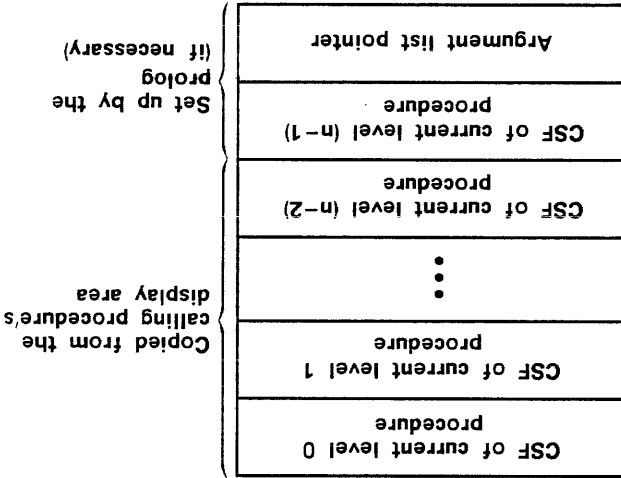 CSF of current level 0
procedure
CSF of current level 1
procedure
•••
CSF of current level (n-2)
procedure
CSF of current level (n-1)
procedure
Argument list pointer
Copied from the
calling procedure's
display area
Set up by the
prolog
(if necessary)